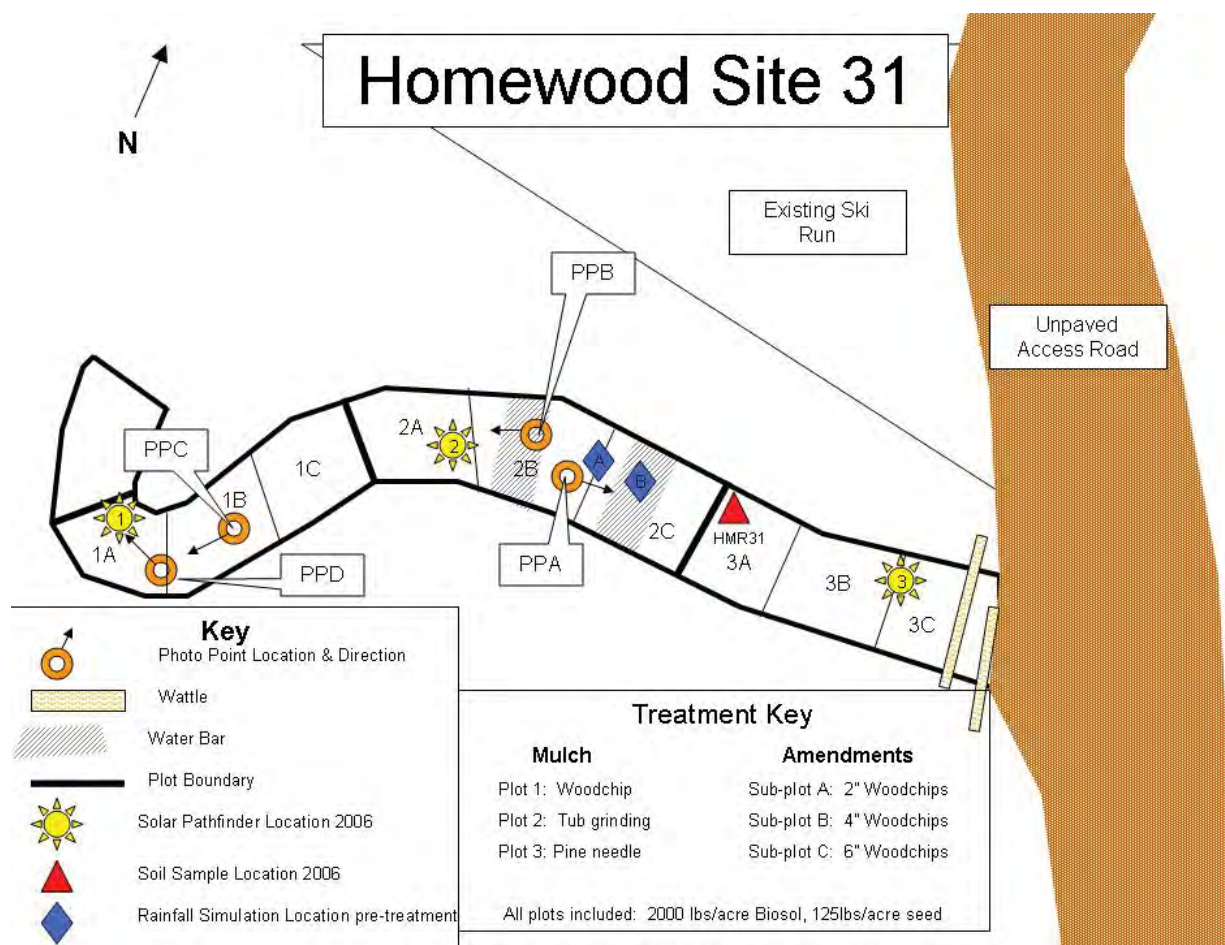 Homewood Site 31
N
Existing Ski
Run
Unpaved
Access Road
PPB
PPC
2A
2
2B
A
B
1C
1B
2C
1
1A
HMR31
3A
PPD
PPA
3B
3
3C
Key
Photo Point Location & Direction
Wattle
Water Bar
Plot Boundary
Solar Pathfinder Location 2006
Soil Sample Location 2006
Rainfall Simulation Location pre-treatment
Treatment Key
Mulch
Amendments
Plot 1: Woodchip
Sub-plot A: 2" Woodchips
Plot 2: Tub grinding
Sub-plot B: 4" Woodchips
Plot 3: Pine needle
Sub-plot C: 6" Woodchips
All plots included: 2000 lbs/acre Biosol, 125lbs/acre seed